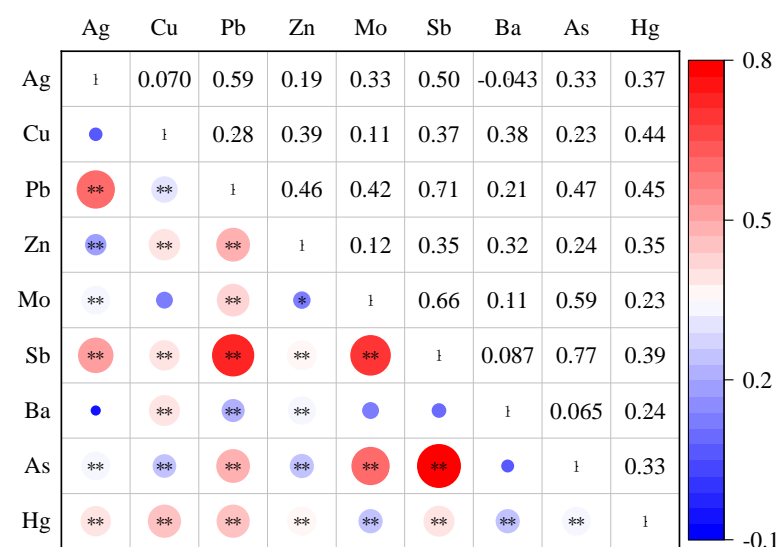 Ag Cu Pb Zn Mo Sb Ba As Hg
0.8
Ag 1 0.070 0.59 0.19 0.33 0.50 -0.043 0.33 0.37
Cu 1 0.28 0.39 0.11 0.37 0.38 0.23 0.44
Pb ** ** 1 0.46 0.42 0.71 0.21 0.47 0.45
0.5
Zn ** ** ** 1 0.12 0.35 0.32 0.24 0.35
Mo ** ** * 1 0.66 0.11 0.59 0.23
Sb ** ** ** ** ** 1 0.087 0.77 0.39
0.2
Ba ** ** ** 1 0.065 0.24
As ** ** ** ** ** ** 1 0.33
Hg ** ** ** ** ** ** ** ** 1
-0.1